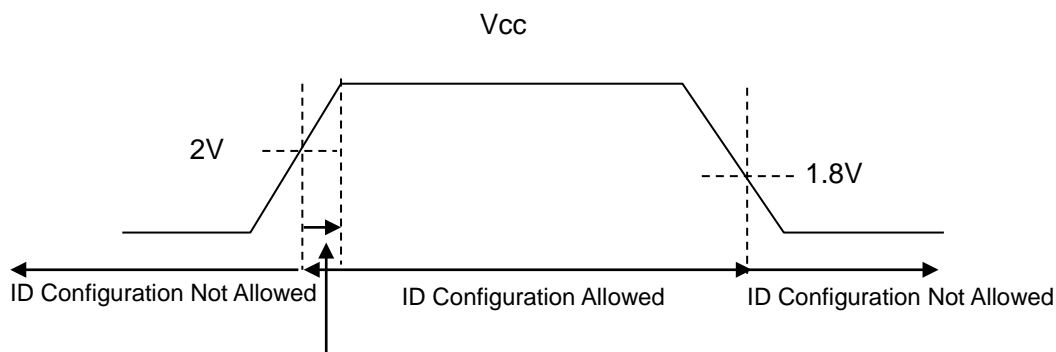 Vcc
2V
1.8V
ID Configuration Not Allowed
ID Configuration Allowed
ID Configuration Not Allowed